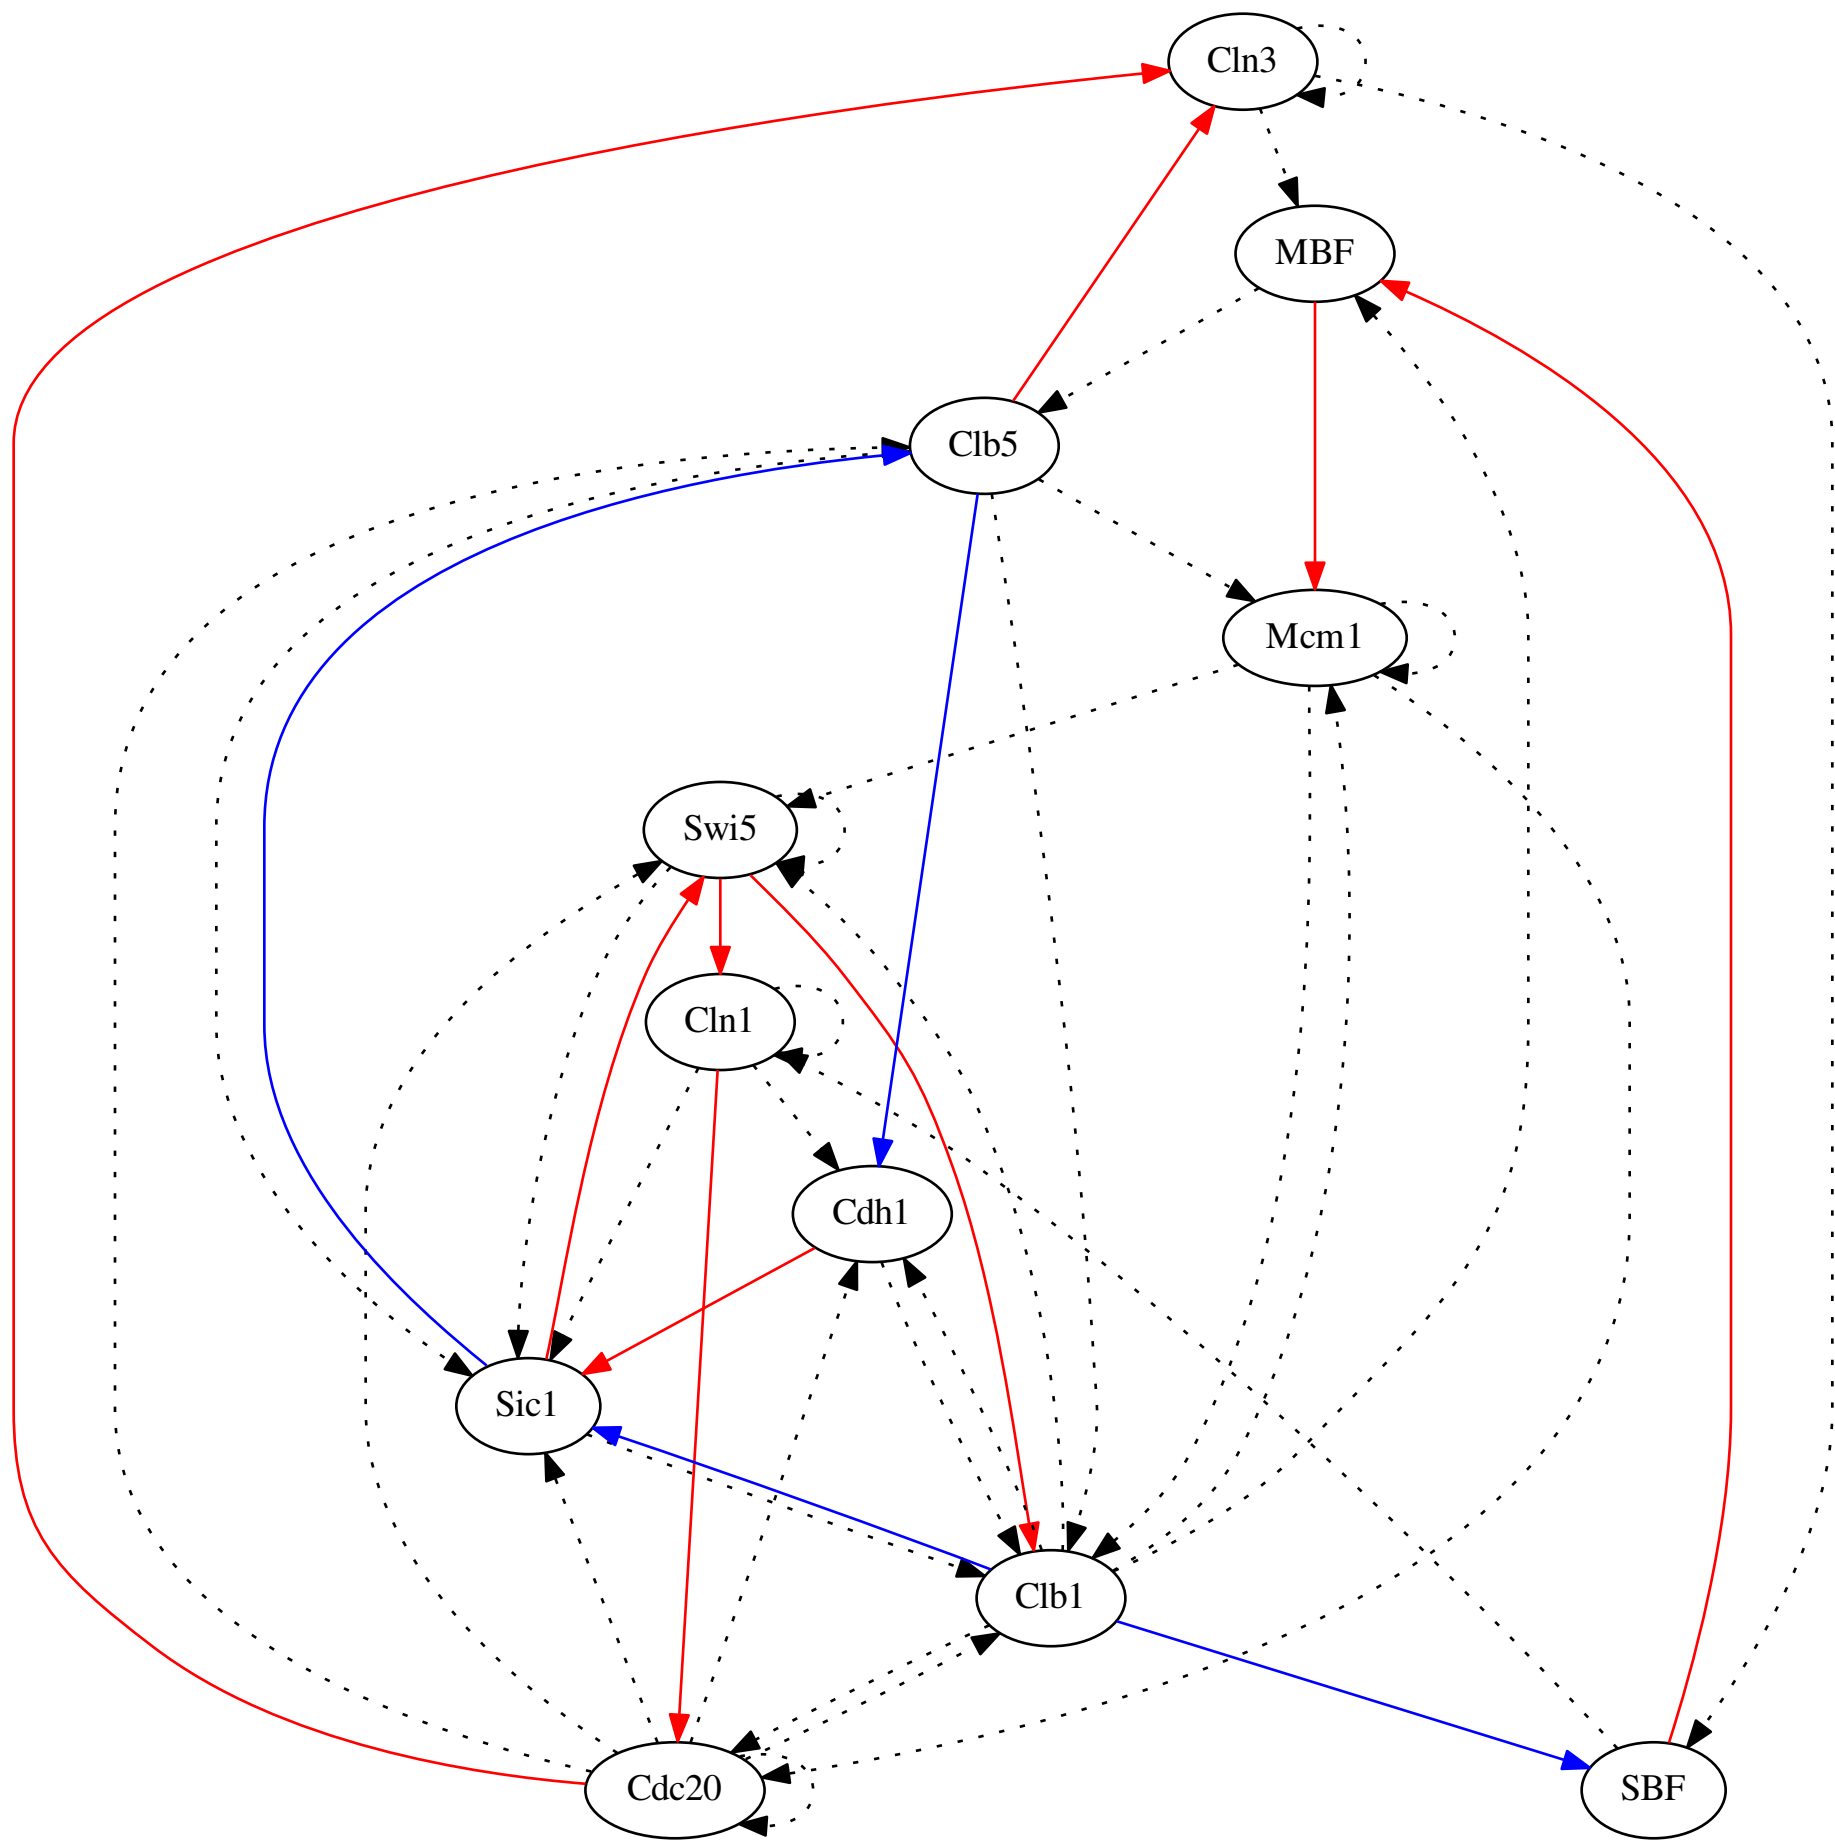 Cln3
MBF
Clb5
Mcm1
Swi5
Cln1
Cdh1
Sic1
Clb1
Cdc20
SBF